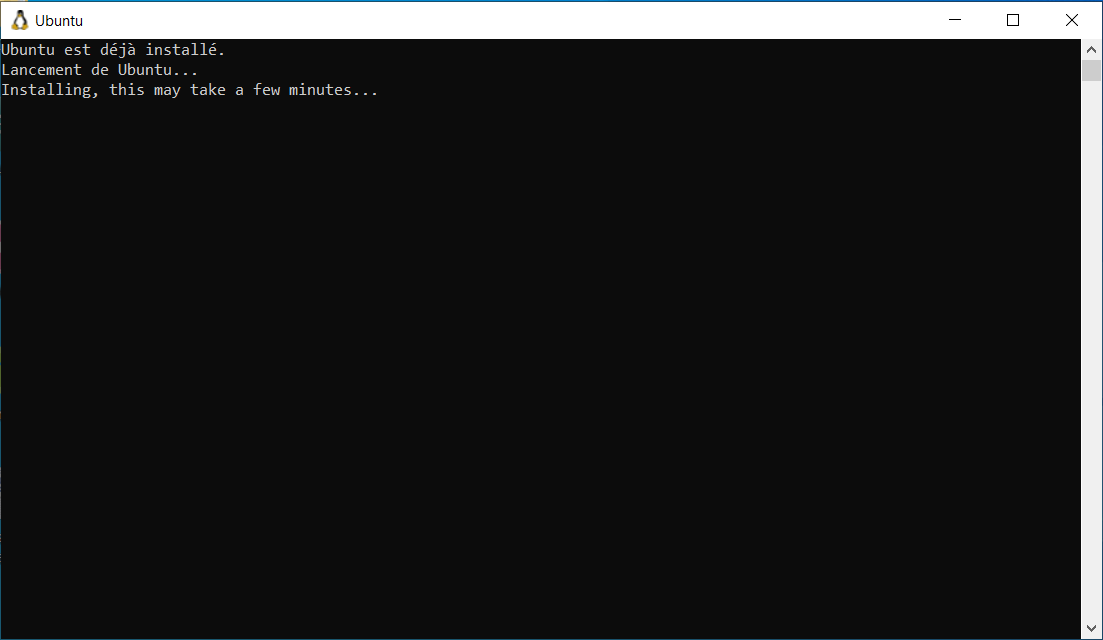 Ubuntu
Ubuntu est déjà installé.
Lancement de Ubuntu...
Installing, this may take a few minutes...